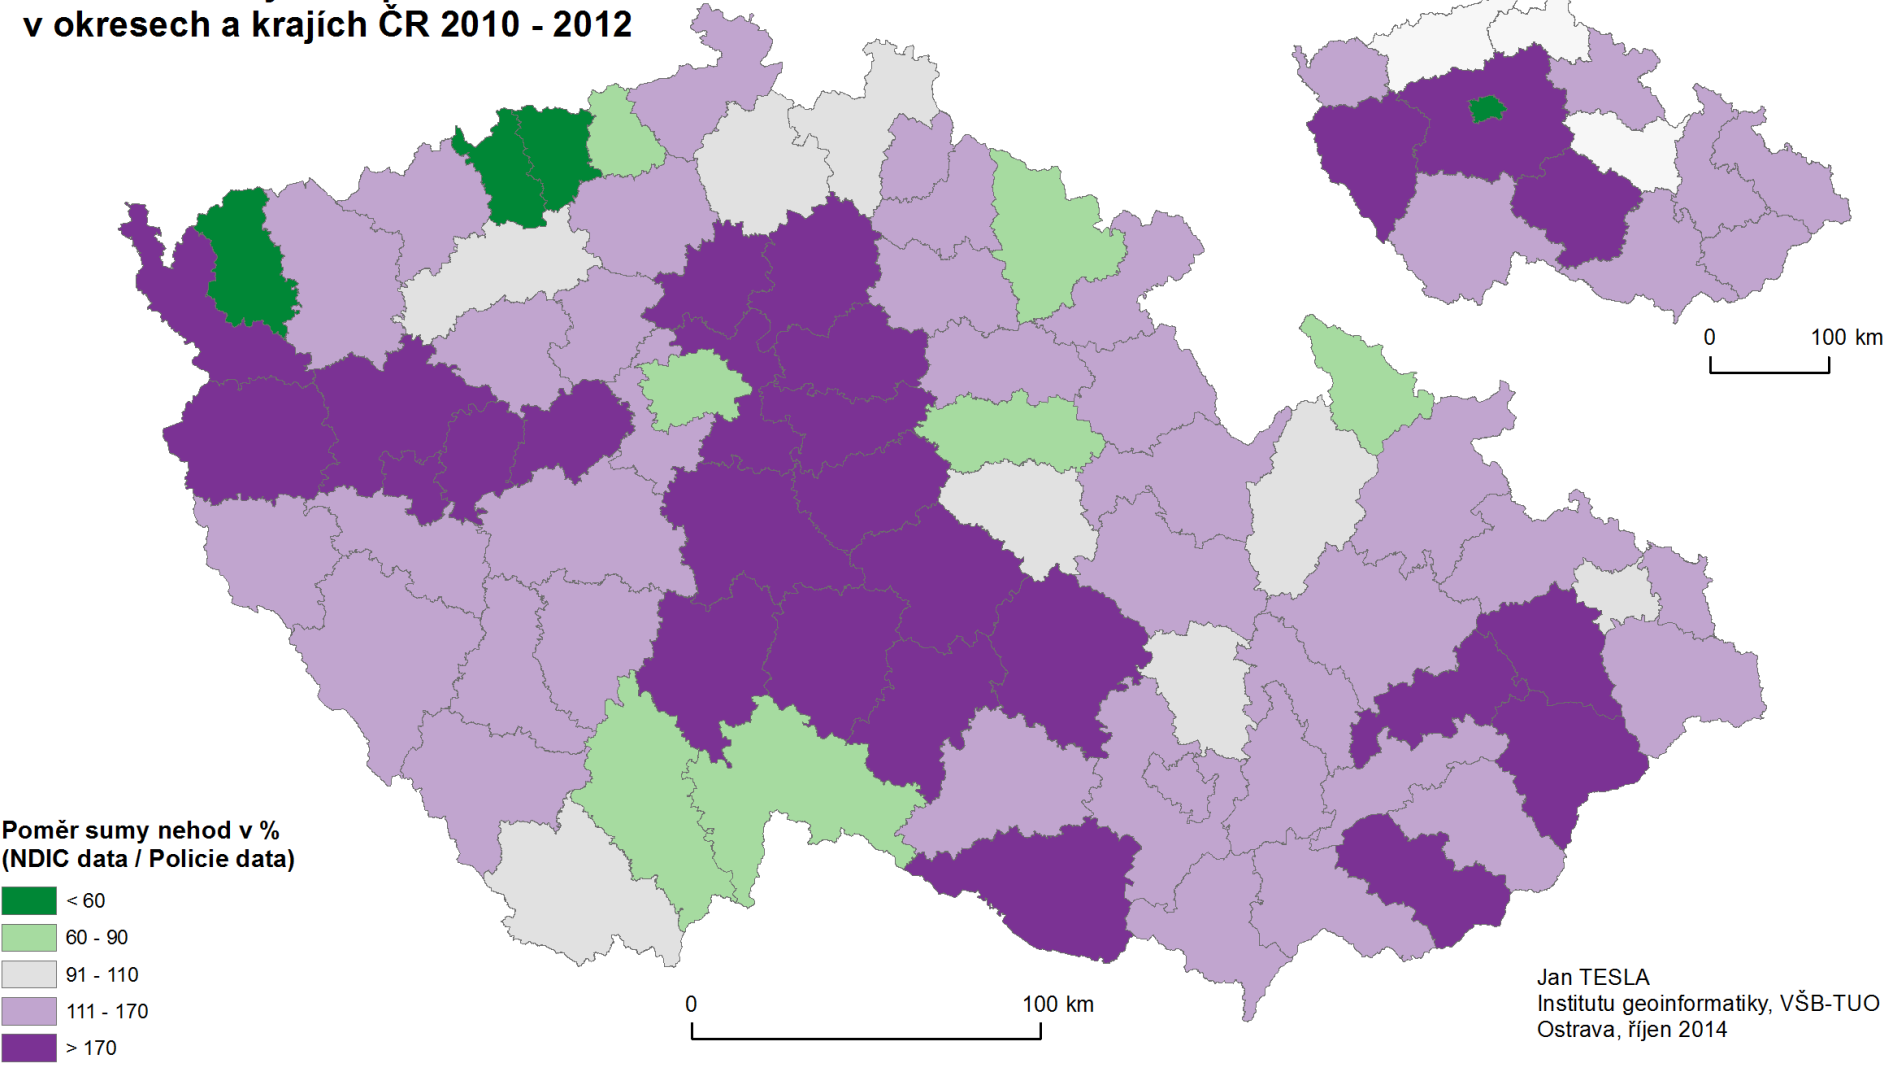 v okresech a krajích ČR 2010 - 2012
0 100 km
Poměr sumy nehod v %
(NDIC data / Policie data)
< 60
60 - 90
91 - 110
111 - 170
> 170
0 100 km
Jan TESLA
Institutu geoinformatiky, VŠB-TUO
Ostrava, říjen 2014